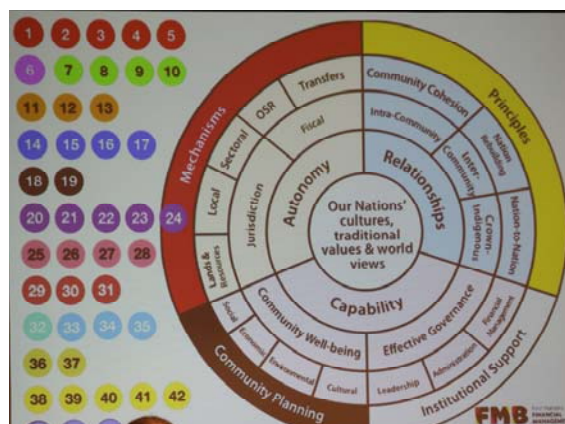 1 2 3 4 5
6 7 8 9 10
11 12 13
14 15 16 17
18 19
20 21 22 23 24
25 26 27 28
29 30 31
32 33 34 35
36 37
38 39 40 41 42
Mechanisms
Principles
Institutional Support
Community Planning
Transfers
OSR
Sectoral
Local
Lands &
Resources
Fiscal
Jurisdiction
Autonomy
Community Cohesion
Nation
Rebuilding
Nation-to-Nation
Intra-Community
Inter-
Community
Crown-
Indigenous
Relationships
Our Nations'
cultures,
traditional
values & world
views
Capability
Community Well-being
Effective Governance
Social
Economic
Environmental
Cultural
Leadership
Administration
Financial
Management
FMB
FINANCIAL